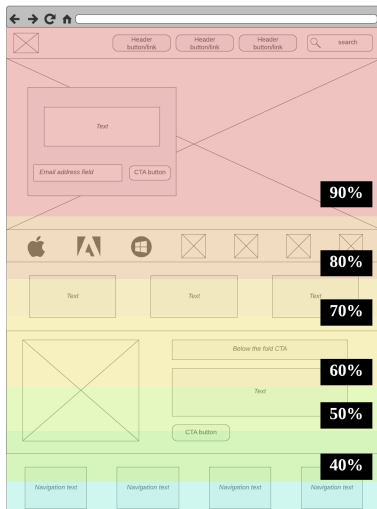 Header
button/link
Header
button/link
Header
button/link
search
Text
Email address field
CTA button
90%
80%
Text
Text
Text
70%
Below the fold CTA
60%
Text
50%
CTA button
40%
Navigation text
Navigation text
Navigation text
Navigation text